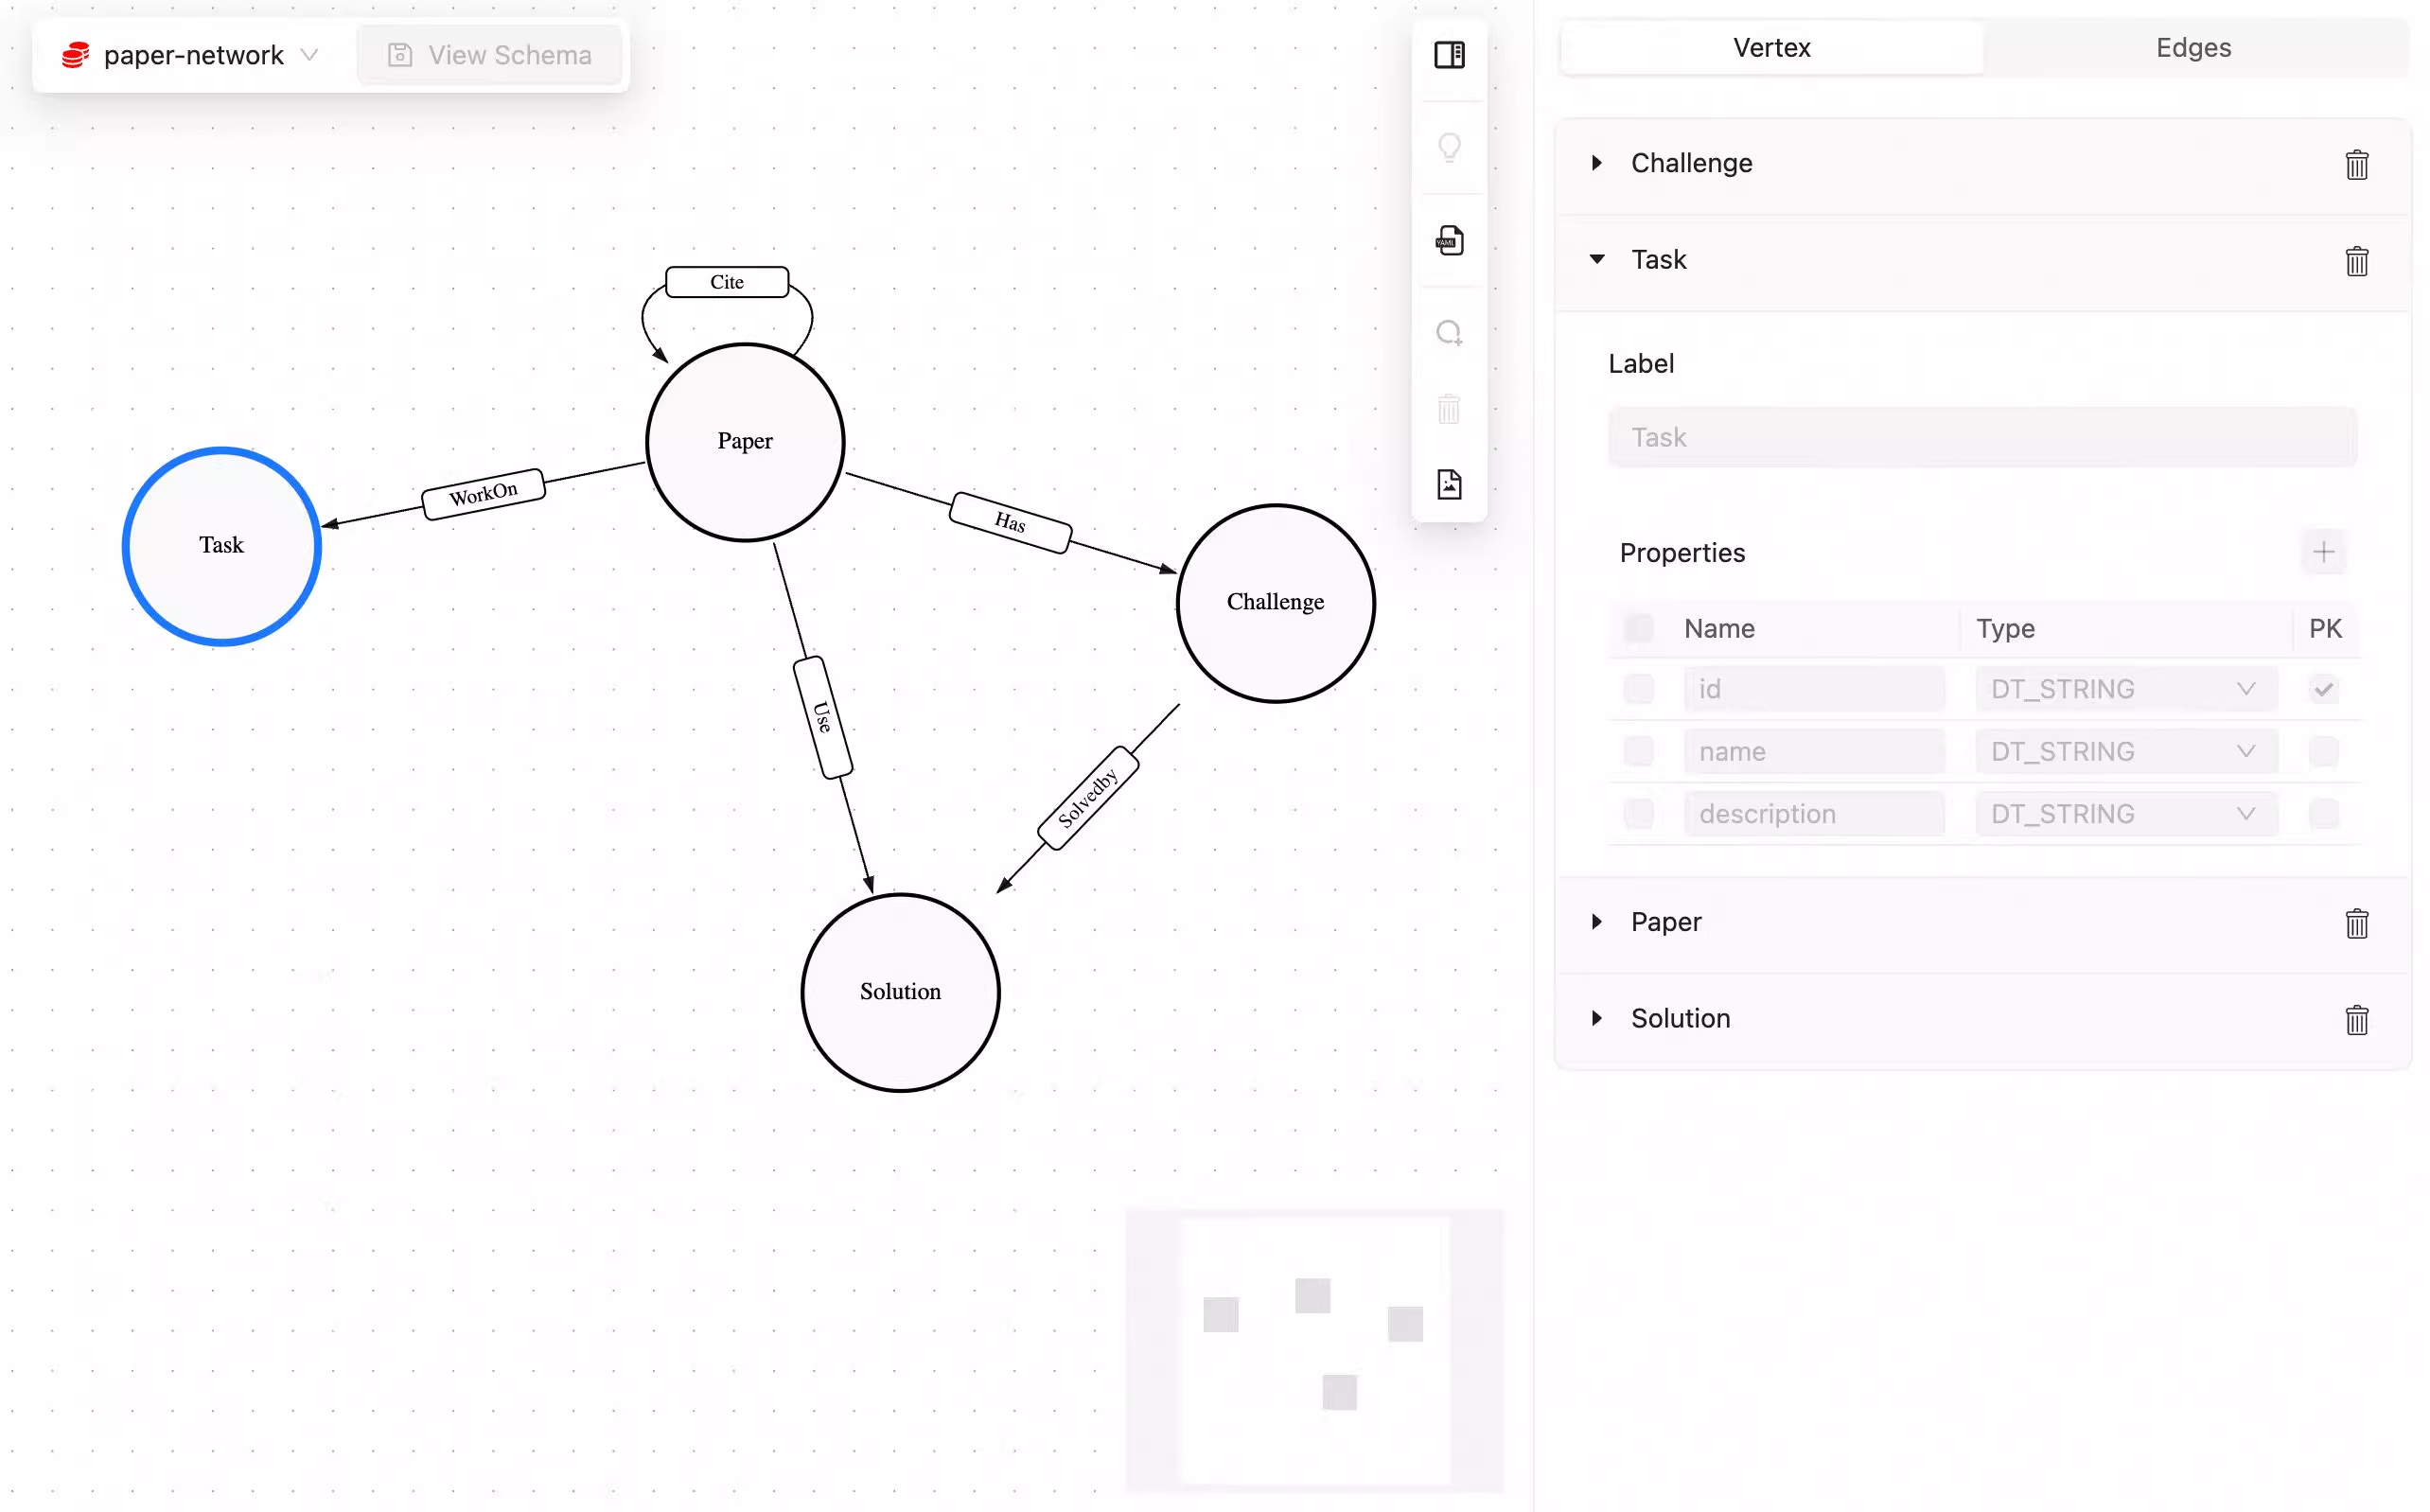 paper-network
View Schema
Cite
Paper
WorkOn
Task
Has
Challenge
Use
Solvedby
Solution
YAML
Vertex
Edges
Challenge
Task
Label
Task
Properties
Name Type PK
id DT_STRING
name DT_STRING
description DT_STRING
Paper
Solution